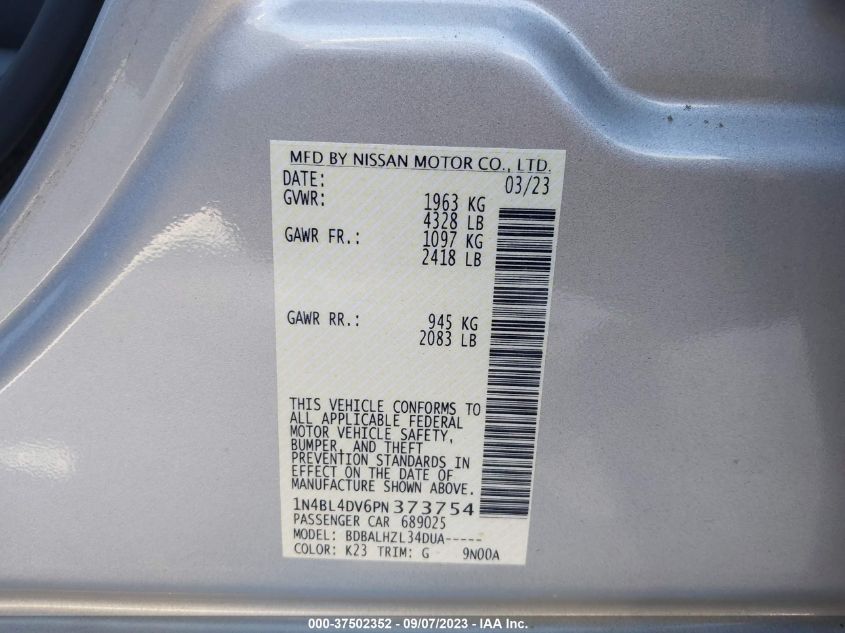 MFD BY NISSAN MOTOR CO., LTD.
DATE: 03/23
GVWR: 1963 KG
4328 LB
GAWR FR.: 1097 KG
2418 LB
GAWR RR.: 945 KG
2083 LB
THIS VEHICLE CONFORMS TO
ALL APPLICABLE FEDERAL
MOTOR VEHICLE SAFETY,
BUMPER, AND THEFT
PREVENTION STANDARDS IN
EFFECT ON THE DATE OF
MANUFACTURE SHOWN ABOVE.
1N4BL4DV6PN373754
PASSENGER CAR 689025
MODEL: BDBALHZL34DUA-----
COLOR: K23 TRIM: G 9N00A
000-37502352 - 09/07/2023 - IAA Inc.